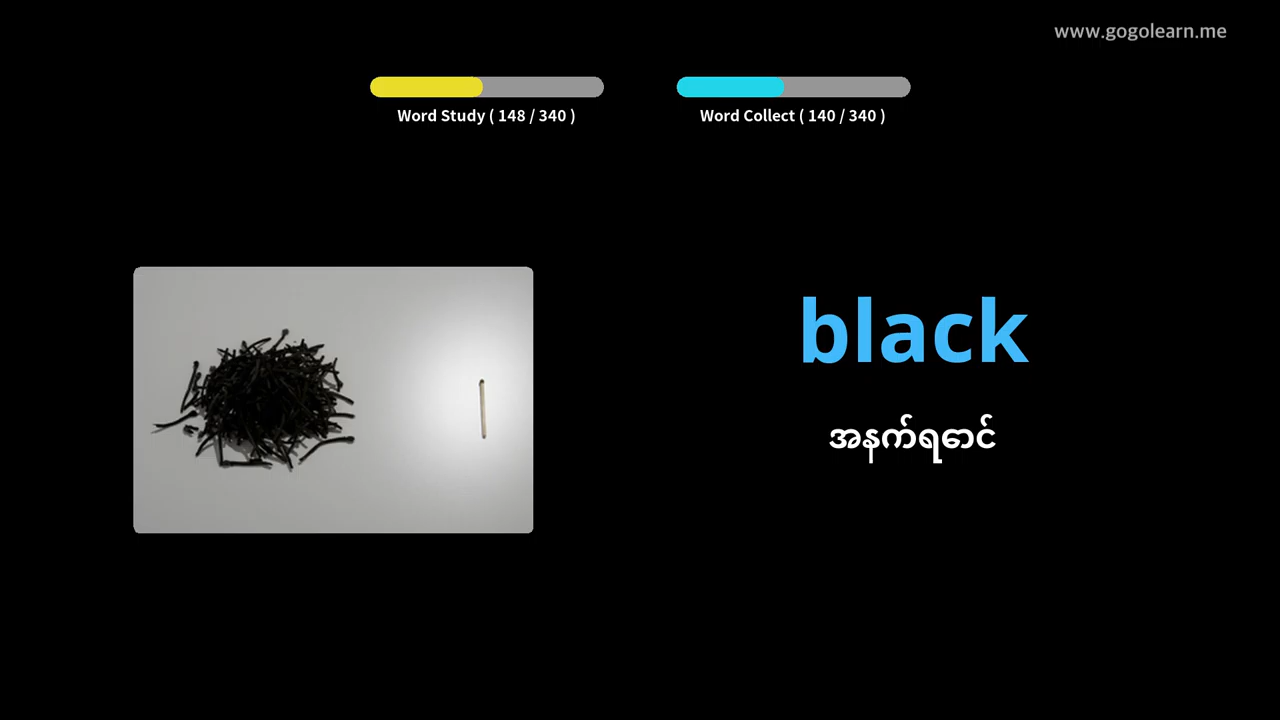 www.gogolearn.me
Word Study ( 148 / 340 )
Word Collect ( 140 / 340 )
black
အနက်ရောင်